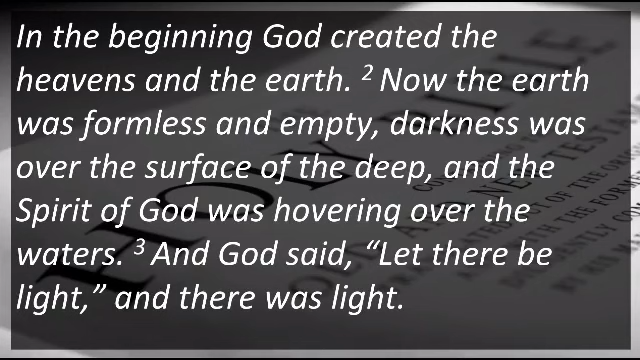 In the beginning God created the
heavens and the earth. ² Now the earth
was formless and empty, darkness was
over the surface of the deep, and the
Spirit of God was hovering over the
waters. ³ And God said, “Let there be
light,” and there was light.
HOLY BIBLE